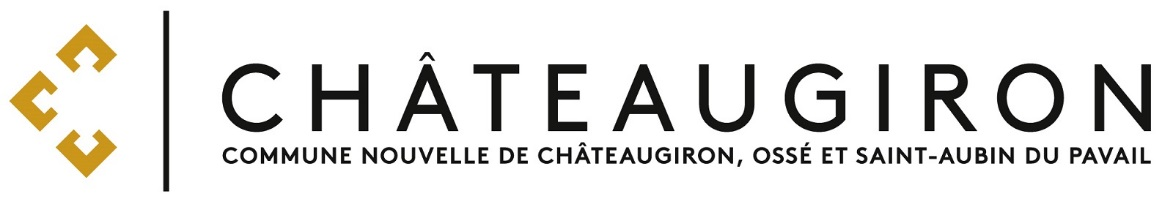 CHÂTEAUGIRON
COMMUNE NOUVELLE DE CHÂTEAUGIRON, OSSÉ ET SAINT-AUBIN DU PAVAIL